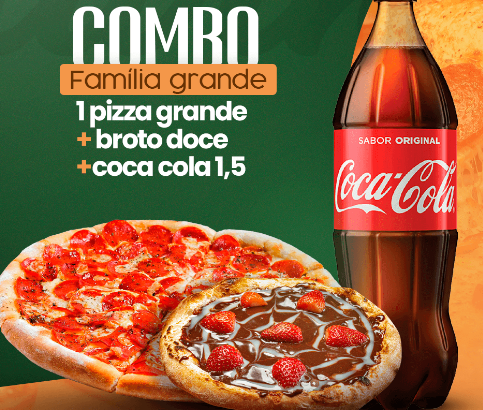 COMBO
Família grande
1 pizza grande
+ broto doce
+coca cola 1,5
SABOR ORIGINAL
Coca-Cola